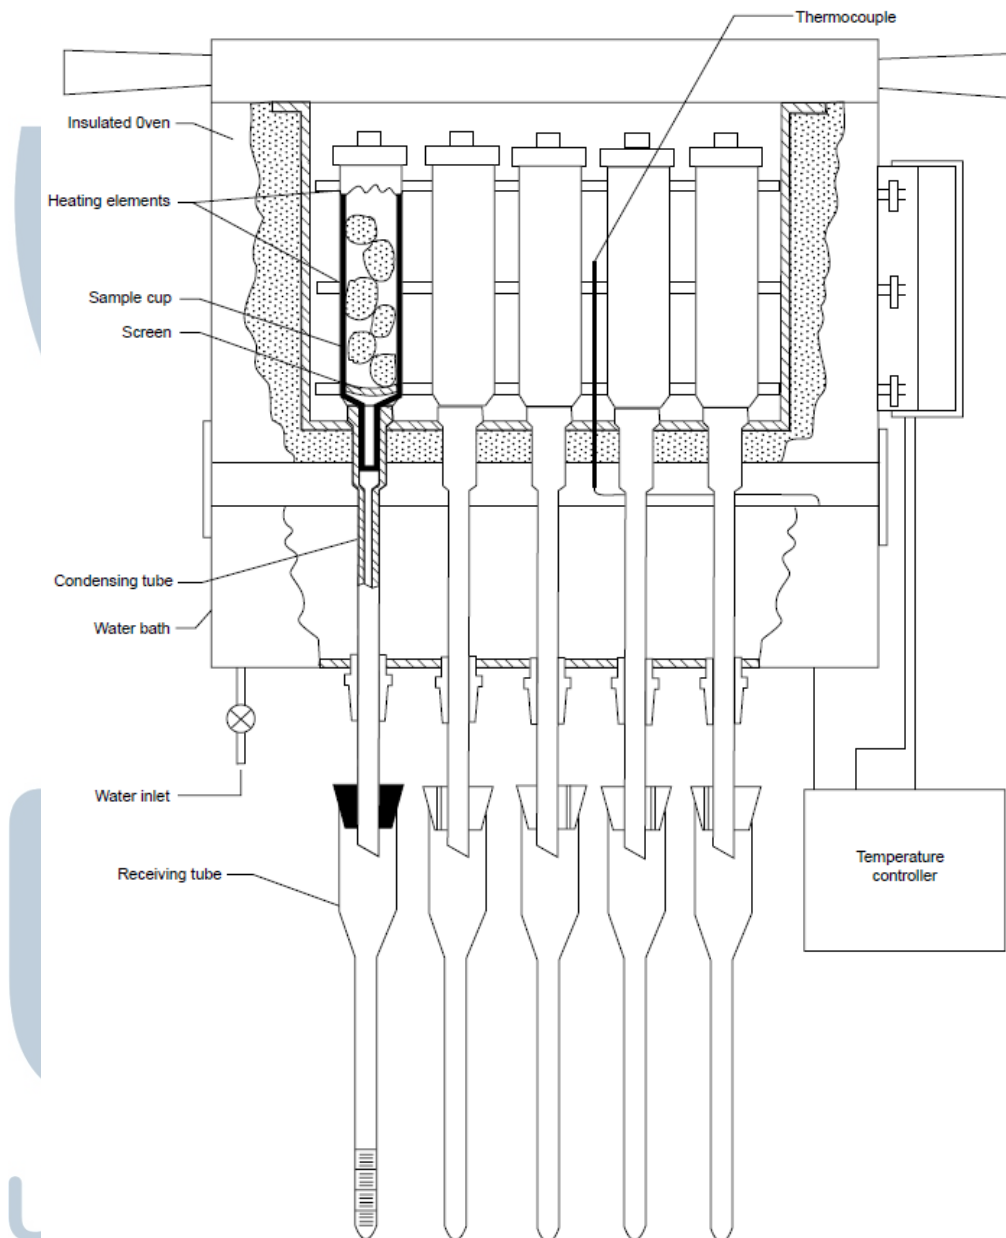 Thermocouple
Insulated 0ven
Heating elements
Sample cup
Screen
Condensing tube
Water bath
Water inlet
Receiving tube
Temperature
controller